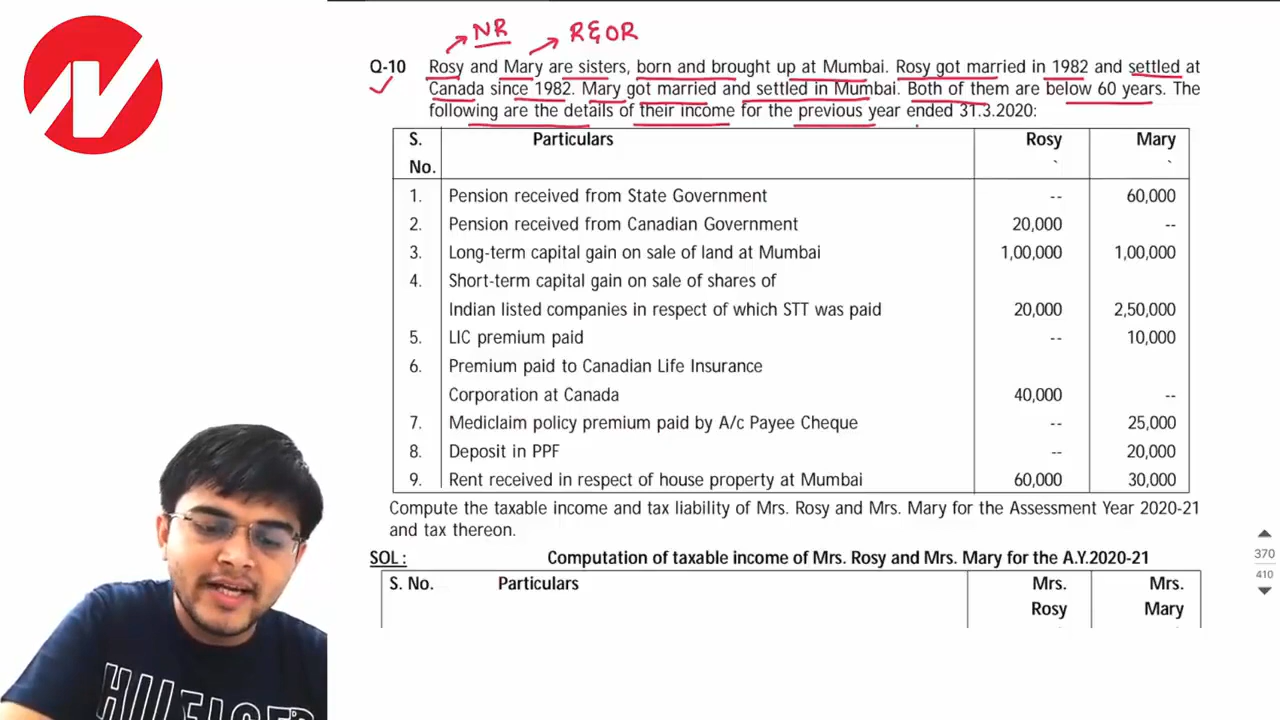 NR
R&OR
Q-10 Rosy and Mary are sisters, born and brought up at Mumbai. Rosy got married in 1982 and settled at
Canada since 1982. Mary got married and settled in Mumbai. Both of them are below 60 years. The
following are the details of their income for the previous year ended 31.3.2020:
S. No. Particulars Rosy ` Mary `
1. Pension received from State Government -- 60,000
2. Pension received from Canadian Government 20,000 --
3. Long-term capital gain on sale of land at Mumbai 1,00,000 1,00,000
4. Short-term capital gain on sale of shares of
Indian listed companies in respect of which STT was paid 20,000 2,50,000
5. LIC premium paid -- 10,000
6. Premium paid to Canadian Life Insurance
Corporation at Canada 40,000 --
7. Mediclaim policy premium paid by A/c Payee Cheque -- 25,000
8. Deposit in PPF -- 20,000
9. Rent received in respect of house property at Mumbai 60,000 30,000
Compute the taxable income and tax liability of Mrs. Rosy and Mrs. Mary for the Assessment Year 2020-21
and tax thereon.
SOL : Computation of taxable income of Mrs. Rosy and Mrs. Mary for the A.Y.2020-21
S. No. Particulars Mrs. Mrs.
Rosy Mary
370
410